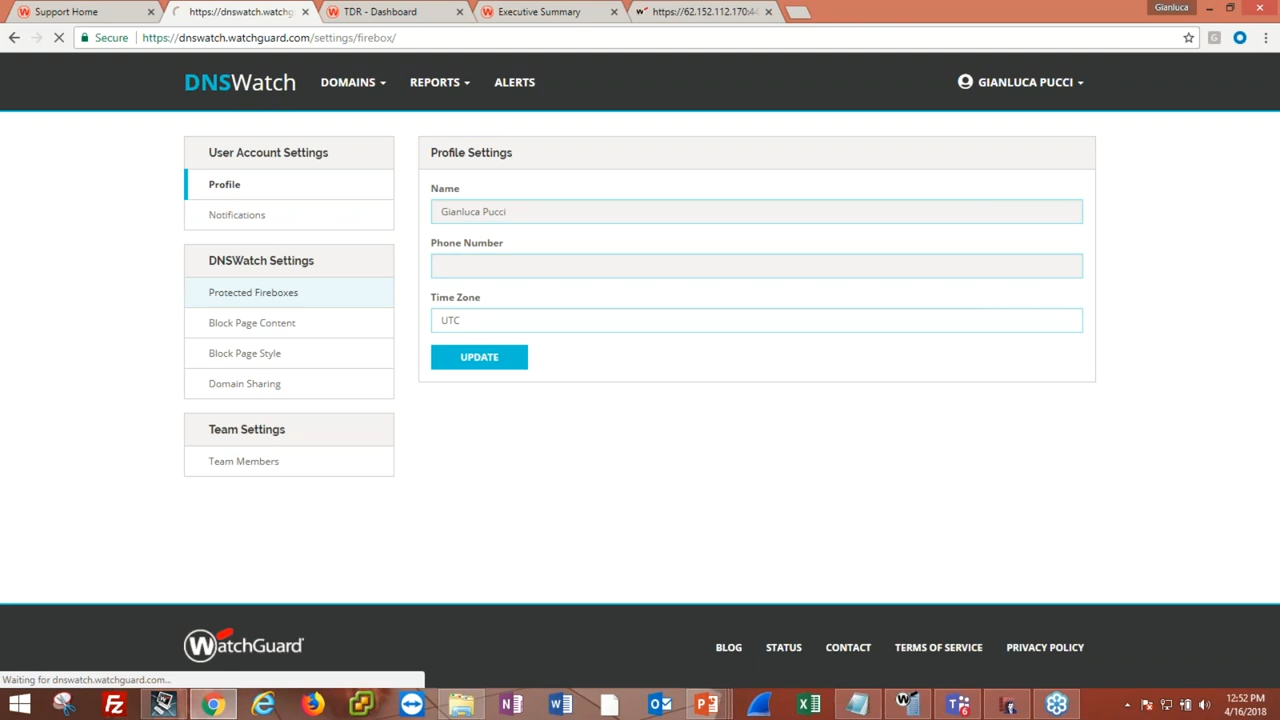 Support Home
https://dnswatch.watchg
TDR - Dashboard
Executive Summary
https://62.152.112.170:4
Gianluca
Secure
https://dnswatch.watchguard.com/settings/firebox/
DNSWatch
DOMAINS
REPORTS
ALERTS
GIANLUCA PUCCI
User Account Settings
Profile
Notifications
DNSWatch Settings
Protected Fireboxes
Block Page Content
Block Page Style
Domain Sharing
Team Settings
Team Members
Profile Settings
Name
Gianluca Pucci
Phone Number
Time Zone
UTC
UPDATE
WatchGuard
BLOG
STATUS
CONTACT
TERMS OF SERVICE
PRIVACY POLICY
Waiting for dnswatch.watchguard.com...
12:52 PM
4/16/2018